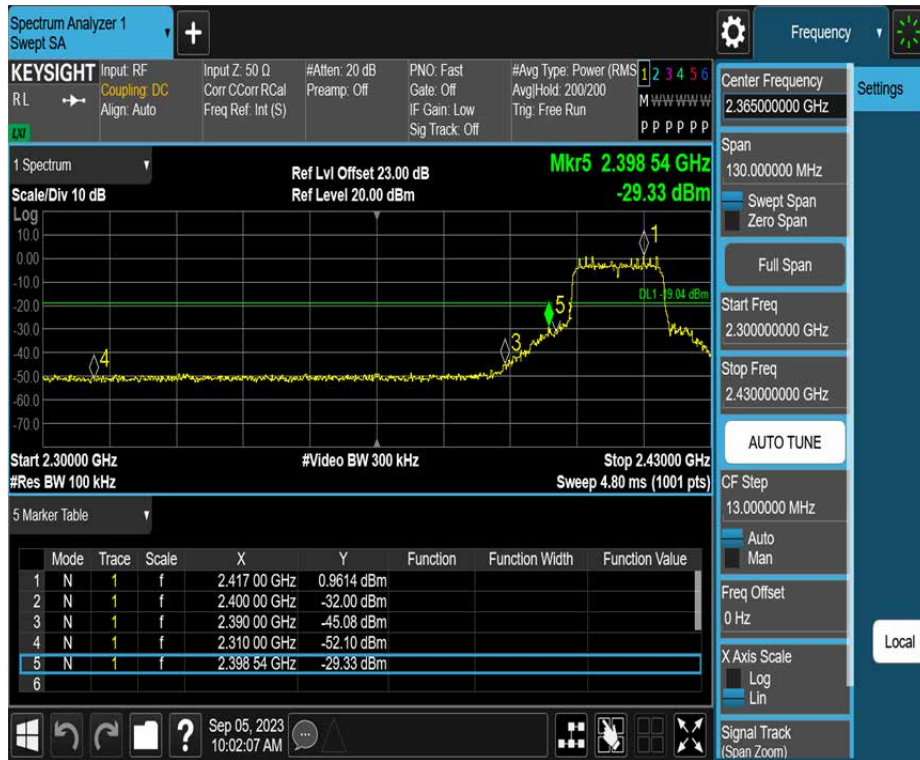 Spectrum Analyzer 1
Swept SA
+
Frequency
KEYSIGHT
RL
LXI
Input: RF
Coupling: DC
Align: Auto
Input Z: 50 Ω
Corr CCorr RCal
Freq Ref: Int (S)
#Atten: 20 dB
Preamp: Off
PNO: Fast
Gate: Off
IF Gain: Low
Sig Track: Off
#Avg Type: Power (RMS
Avg|Hold: 200/200
Trig: Free Run
1 2 3 4 5 6
M W W W W W
P P P P P P
1 Spectrum
Scale/Div 10 dB
Ref Lvl Offset 23.00 dB
Ref Level 20.00 dBm
Mkr5 2.398 54 GHz
-29.33 dBm
Log
10.0
0.00
-10.0
-20.0
-30.0
-40.0
-50.0
-60.0
-70.0
1
DL1 -19.04 dBm
5
3
4
Start 2.30000 GHz
#Res BW 100 kHz
#Video BW 300 kHz
Stop 2.43000 GHz
Sweep 4.80 ms (1001 pts)
5 Marker Table
Mode Trace Scale X Y Function Function Width Function Value
1 N 1 f 2.417 00 GHz 0.9614 dBm
2 N 1 f 2.400 00 GHz -32.00 dBm
3 N 1 f 2.390 00 GHz -45.08 dBm
4 N 1 f 2.310 00 GHz -52.10 dBm
5 N 1 f 2.398 54 GHz -29.33 dBm
6
?
Sep 05, 2023
10:02:07 AM
Center Frequency
2.365000000 GHz
Span
130.000000 MHz
Swept Span
Zero Span
Full Span
Start Freq
2.300000000 GHz
Stop Freq
2.430000000 GHz
AUTO TUNE
CF Step
13.000000 MHz
Auto
Man
Freq Offset
0 Hz
X Axis Scale
Log
Lin
Signal Track
(Span Zoom)
Settings
Local